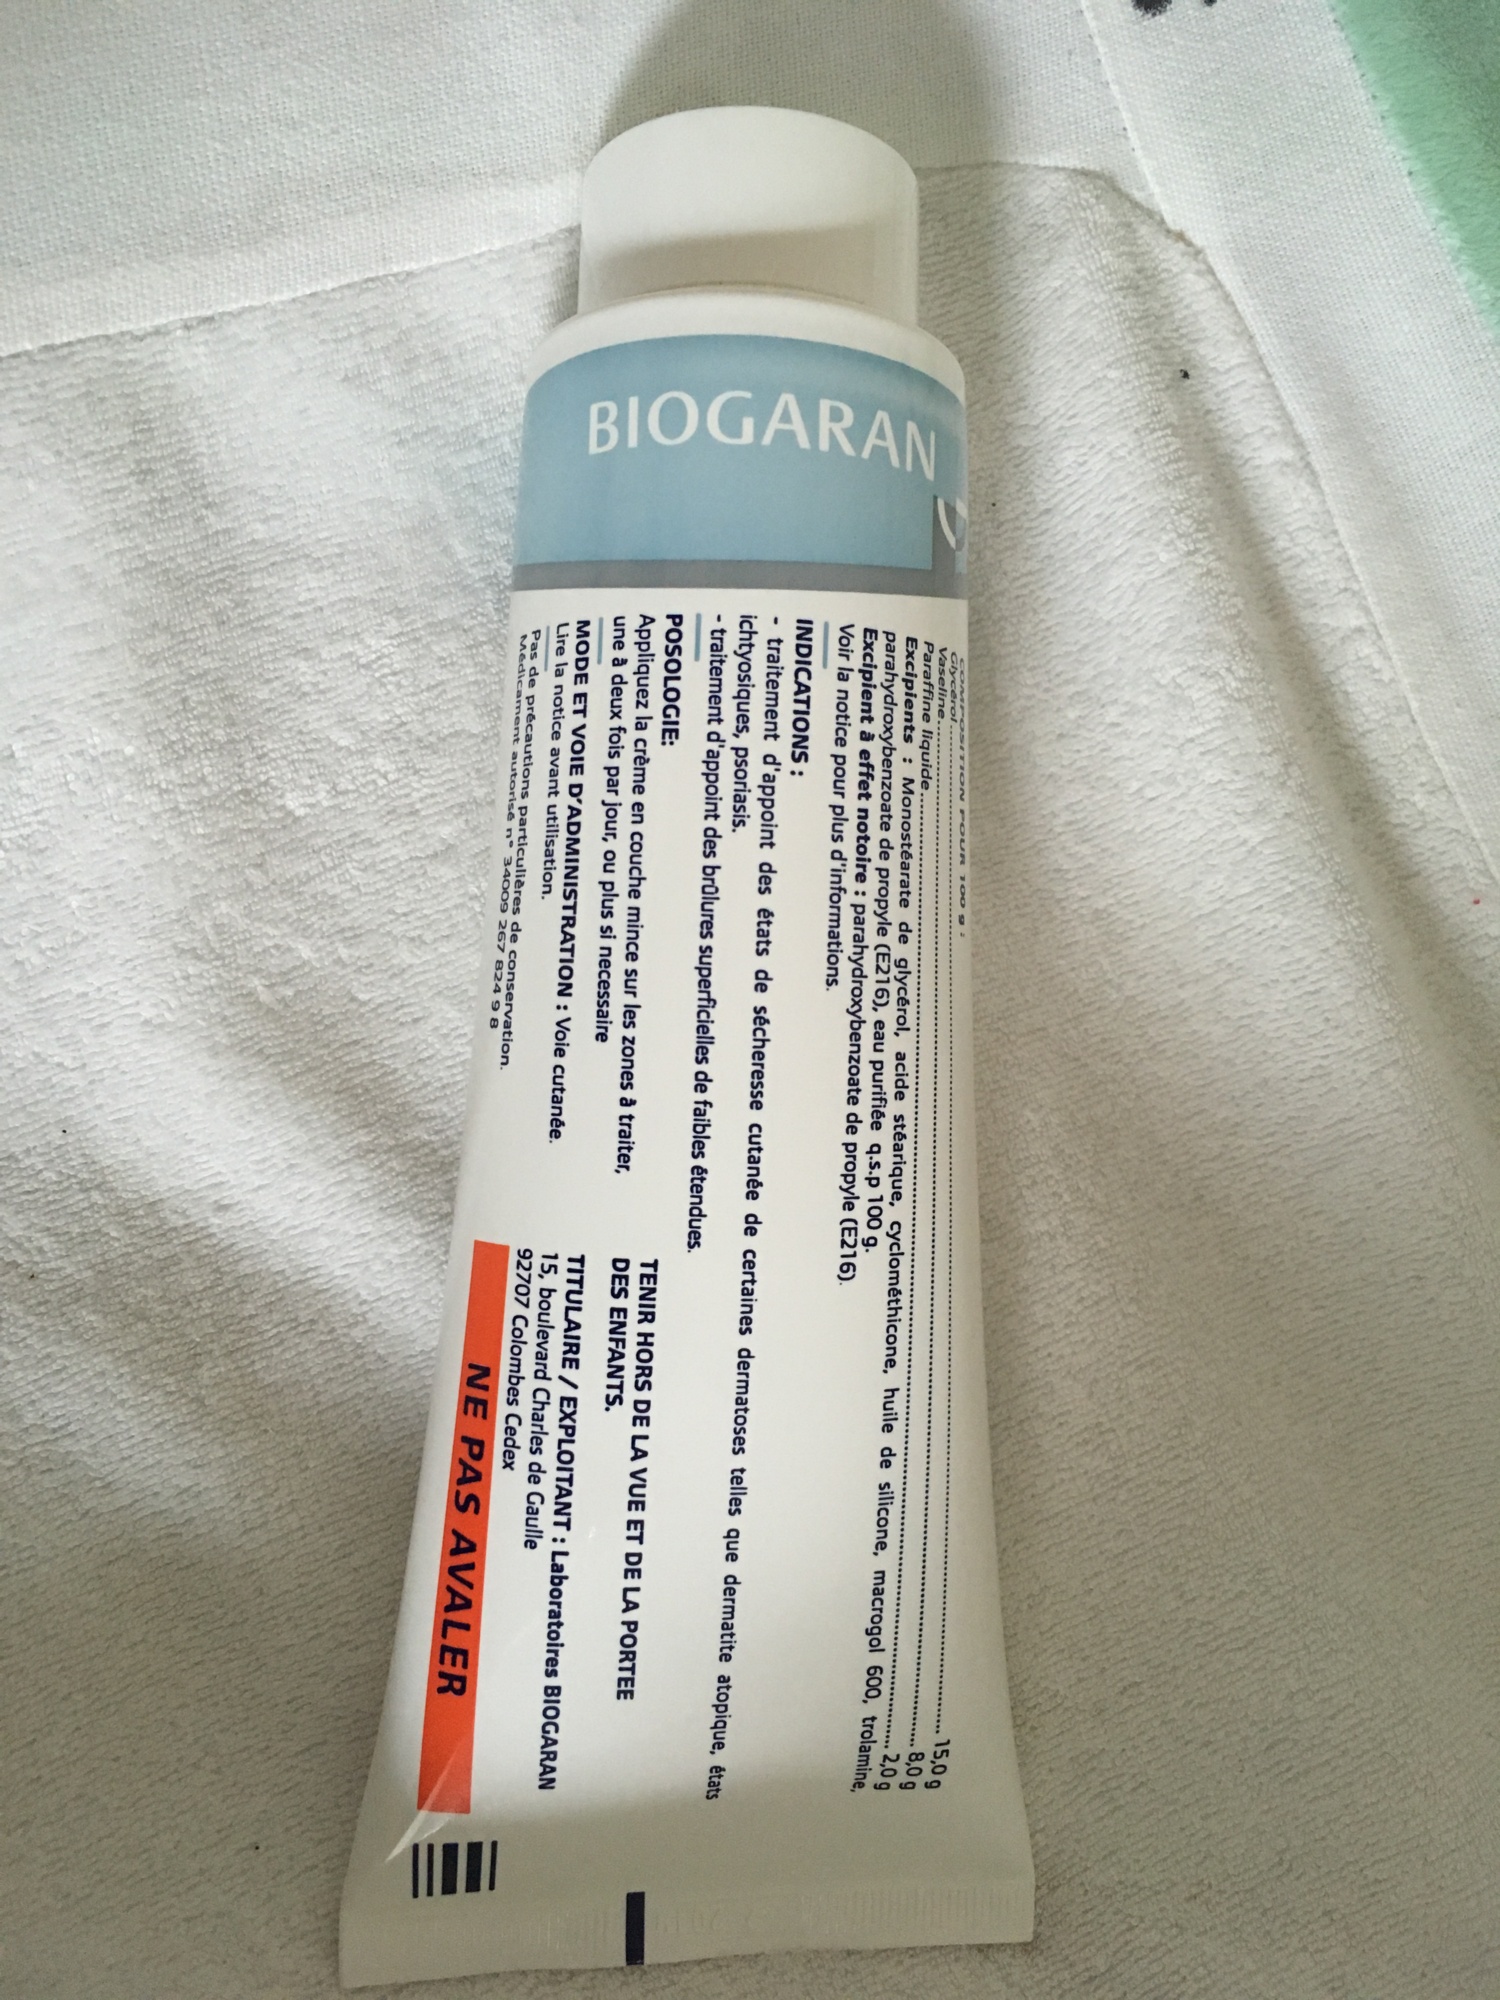 BIOGARAN
COMPOSITION POUR 100 g :
Glycérol........ 15,0 g
Vaseline........ 8,0 g
Paraffine liquide........ 2,0 g
Excipients : Monostéarate de glycérol, acide stéarique, cyclométhicone, huile de silicone, macrogol 600, trolamine,
parahydroxybenzoate de propyle (E216), eau purifiée q.s.p 100 g.
Excipient à effet notoire : parahydroxybenzoate de propyle (E216).
Voir la notice pour plus d'informations.
INDICATIONS :
- traitement d'appoint des états de sécheresse cutanée de certaines dermatoses telles que dermatite atopique, états
ichtyosiques, psoriasis.
- traitement d'appoint des brûlures superficielles de faibles étendues.
POSOLOGIE:
Appliquez la crème en couche mince sur les zones à traiter,
une à deux fois par jour, ou plus si necessaire
MODE ET VOIE D'ADMINISTRATION : Voie cutanée.
Lire la notice avant utilisation.
Pas de précautions particulières de conservation.
Médicament autorisé n° 34009 267 824 9 8
TENIR HORS DE LA VUE ET DE LA PORTEE
DES ENFANTS.
TITULAIRE / EXPLOITANT : Laboratoires BIOGARAN
15, boulevard Charles de Gaulle
92707 Colombes Cedex
NE PAS AVALER